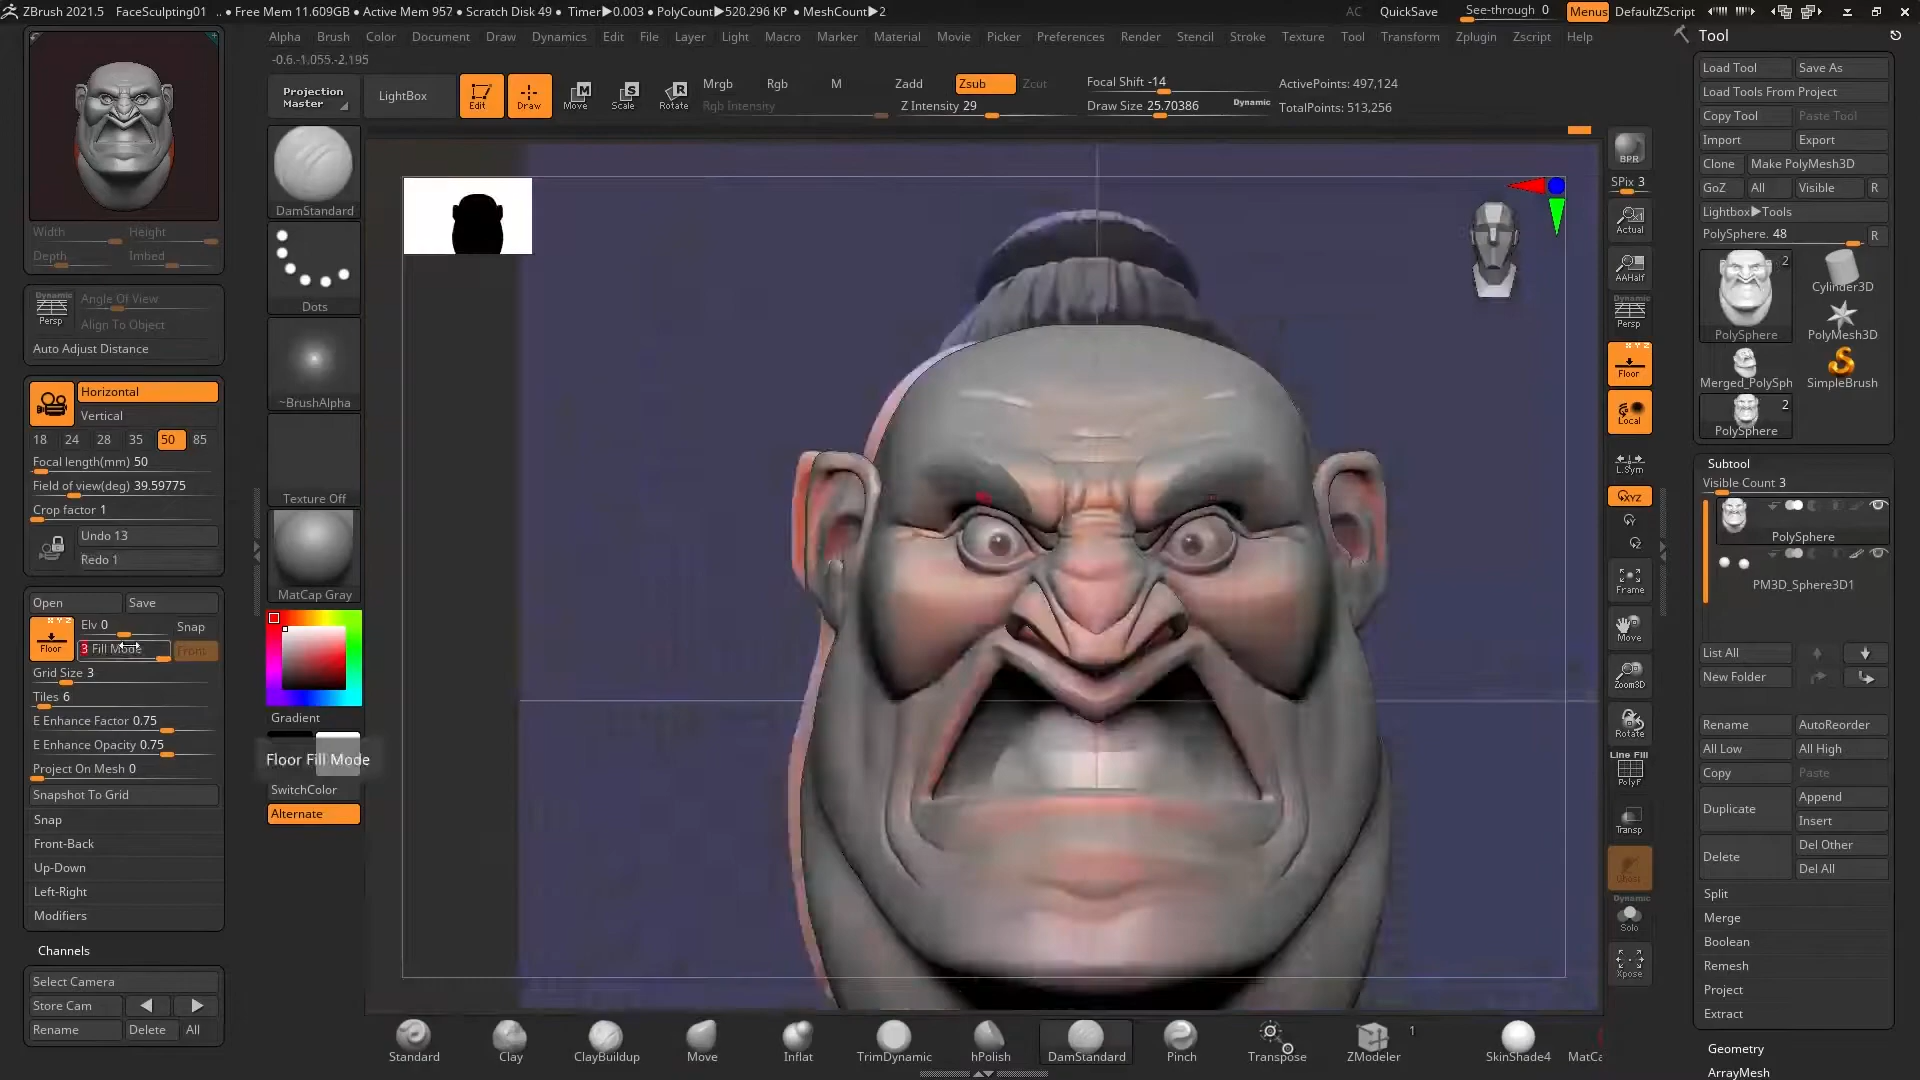 ZBrush 2021.5 FaceSculpting01 .. • Free Mem 11.609GB • Active Mem 957 • Scratch Disk 49 • Timer▶0.003 • PolyCount▶520.296 KP • MeshCount▶2 AC QuickSave See-through 0 Menus DefaultZScript
Alpha Brush Color Document Draw Dynamics Edit File Layer Light Macro Marker Material Movie Picker Preferences Render Stencil Stroke Texture Tool Transform Zplugin Zscript Help
-0.6,-1.055,-2.195
Projection Master
LightBox
Edit
Draw
Move
Scale
Rotate
Mrgb Rgb M
Rgb Intensity
Zadd Zsub Zcut
Z Intensity 29
Focal Shift -14
Draw Size 25.70386 Dynamic
ActivePoints: 497,124
TotalPoints: 513,256
Width Height
Depth Imbed
Dynamic
Persp
Angle Of View
Align To Object
Auto Adjust Distance
Horizontal
Vertical
18 24 28 35 50 85
Focal length(mm) 50
Field of view(deg) 39.59775
Crop factor 1
Undo 13
Redo 1
Open Save
X Y Z
Floor
Elv 0 Snap
3 Fill Mode Front
Grid Size 3
Tiles 6
E Enhance Factor 0.75
E Enhance Opacity 0.75
Project On Mesh 0
Snapshot To Grid
Snap
Front-Back
Up-Down
Left-Right
Modifiers
Channels
Select Camera
Store Cam
Rename Delete All
DamStandard
Dots
~BrushAlpha
Texture Off
MatCap Gray
Gradient
Floor Fill Mode
SwitchColor
Alternate
BPR
SPix 3
Actual
AAHalf
Dynamic
Persp
X Y Z
Floor
Local
L.Sym
XYZ
Y
Z
Frame
Move
Zoom3D
Rotate
Line Fill
PolyF
Transp
Ghost
Dynamic
Solo
Xpose
Standard Clay ClayBuildup Move Inflat TrimDynamic hPolish DamStandard Pinch Transpose ZModeler 1 SkinShade4 MatCa
Tool
Load Tool Save As
Load Tools From Project
Copy Tool Paste Tool
Import Export
Clone Make PolyMesh3D
GoZ All Visible R
Lightbox▶Tools
PolySphere. 48 R
2
PolySphere
Cylinder3D
PolyMesh3D
Merged_PolySph
SimpleBrush
2
PolySphere
Subtool
Visible Count 3
PolySphere
PM3D_Sphere3D1
List All
New Folder
Rename AutoReorder
All Low All High
Copy Paste
Duplicate Append
Insert
Delete Del Other
Del All
Split
Merge
Boolean
Remesh
Project
Extract
Geometry
ArrayMesh